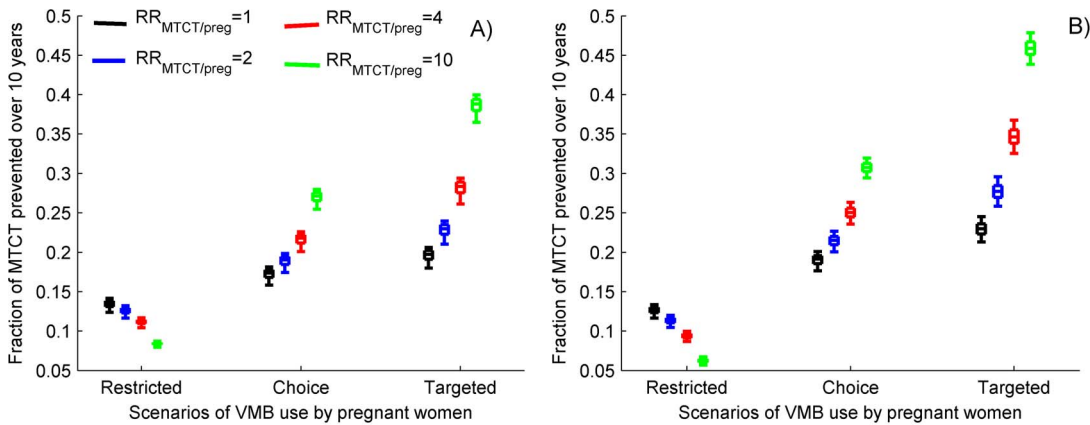 Fraction of MTCT prevented over 10 years
0.5
0.45
0.4
0.35
0.3
0.25
0.2
0.15
0.1
0.05
RR_MTCT/preg=1
RR_MTCT/preg=4
RR_MTCT/preg=2
RR_MTCT/preg=10
A)
Restricted Choice Targeted
Scenarios of VMB use by pregnant women
Fraction of MTCT prevented over 10 years
0.5
0.45
0.4
0.35
0.3
0.25
0.2
0.15
0.1
0.05
B)
Restricted Choice Targeted
Scenarios of VMB use by pregnant women